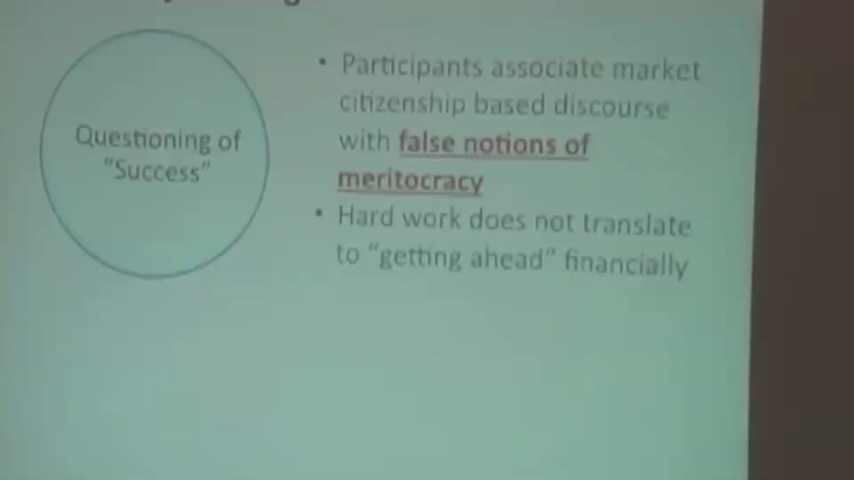 Questioning of
"Success"
• Participants associate market
citizenship based discourse
with false notions of
meritocracy
• Hard work does not translate
to "getting ahead" financially